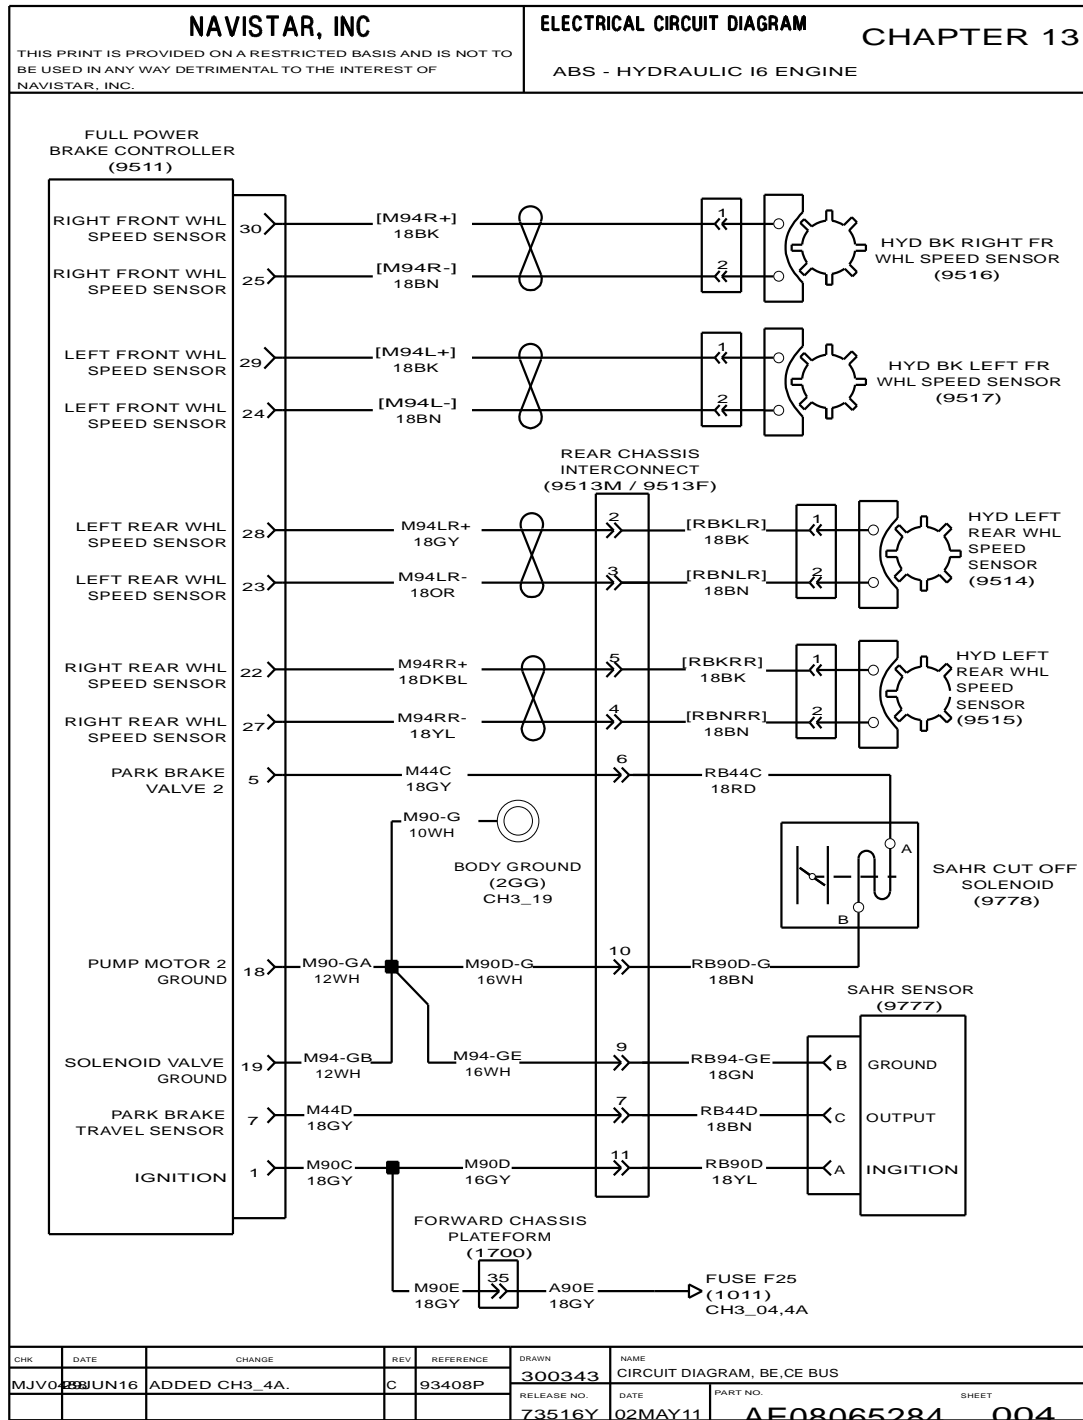 NAVISTAR, INC
THIS PRINT IS PROVIDED ON A RESTRICTED BASIS AND IS NOT TO
BE USED IN ANY WAY DETRIMENTAL TO THE INTEREST OF
NAVISTAR, INC.
ELECTRICAL CIRCUIT DIAGRAM
CHAPTER 13
ABS - HYDRAULIC I6 ENGINE
FULL POWER
BRAKE CONTROLLER
(9511)
RIGHT FRONT WHL
SPEED SENSOR
30
[M94R+]
18BK
1
RIGHT FRONT WHL
SPEED SENSOR
25
[M94R-]
18BN
2
HYD BK RIGHT FR
WHL SPEED SENSOR
(9516)
LEFT FRONT WHL
SPEED SENSOR
29
[M94L+]
18BK
1
LEFT FRONT WHL
SPEED SENSOR
24
[M94L-]
18BN
2
HYD BK LEFT FR
WHL SPEED SENSOR
(9517)
REAR CHASSIS
INTERCONNECT
(9513M / 9513F)
LEFT REAR WHL
SPEED SENSOR
28
M94LR+
18GY
2
[RBKLR]
18BK
1
LEFT REAR WHL
SPEED SENSOR
23
M94LR-
18OR
3
[RBNLR]
18BN
2
HYD LEFT
REAR WHL
SPEED
SENSOR
(9514)
RIGHT REAR WHL
SPEED SENSOR
22
M94RR+
18DKBL
5
[RBKRR]
18BK
1
RIGHT REAR WHL
SPEED SENSOR
27
M94RR-
18YL
4
[RBNRR]
18BN
2
HYD LEFT
REAR WHL
SPEED
SENSOR
(9515)
PARK BRAKE
VALVE 2
5
M44C
18GY
6
RB44C
18RD
M90-G
10WH
BODY GROUND
(2GG)
CH3_19
A
B
SAHR CUT OFF
SOLENOID
(9778)
PUMP MOTOR 2
GROUND
18
M90-GA
12WH
M90D-G
16WH
10
RB90D-G
18BN
SAHR SENSOR
(9777)
SOLENOID VALVE
GROUND
19
M94-GB
12WH
M94-GE
16WH
9
RB94-GE
18GN
B
GROUND
PARK BRAKE
TRAVEL SENSOR
7
M44D
18GY
7
RB44D
18BN
C
OUTPUT
IGNITION
1
M90C
18GY
M90D
16GY
11
RB90D
18YL
A
INGITION
FORWARD CHASSIS
PLATEFORM
(1700)
M90E
18GY
35
A90E
18GY
FUSE F25
(1011)
CH3_04,4A
CHK DATE CHANGE REV REFERENCE
ADDED CH3_4A. C 93408P
DRAWN
300343
NAME
CIRCUIT DIAGRAM, BE,CE BUS
RELEASE NO.
73516Y
DATE
02MAY11
PART NO.
AE08065284
SHEET
004